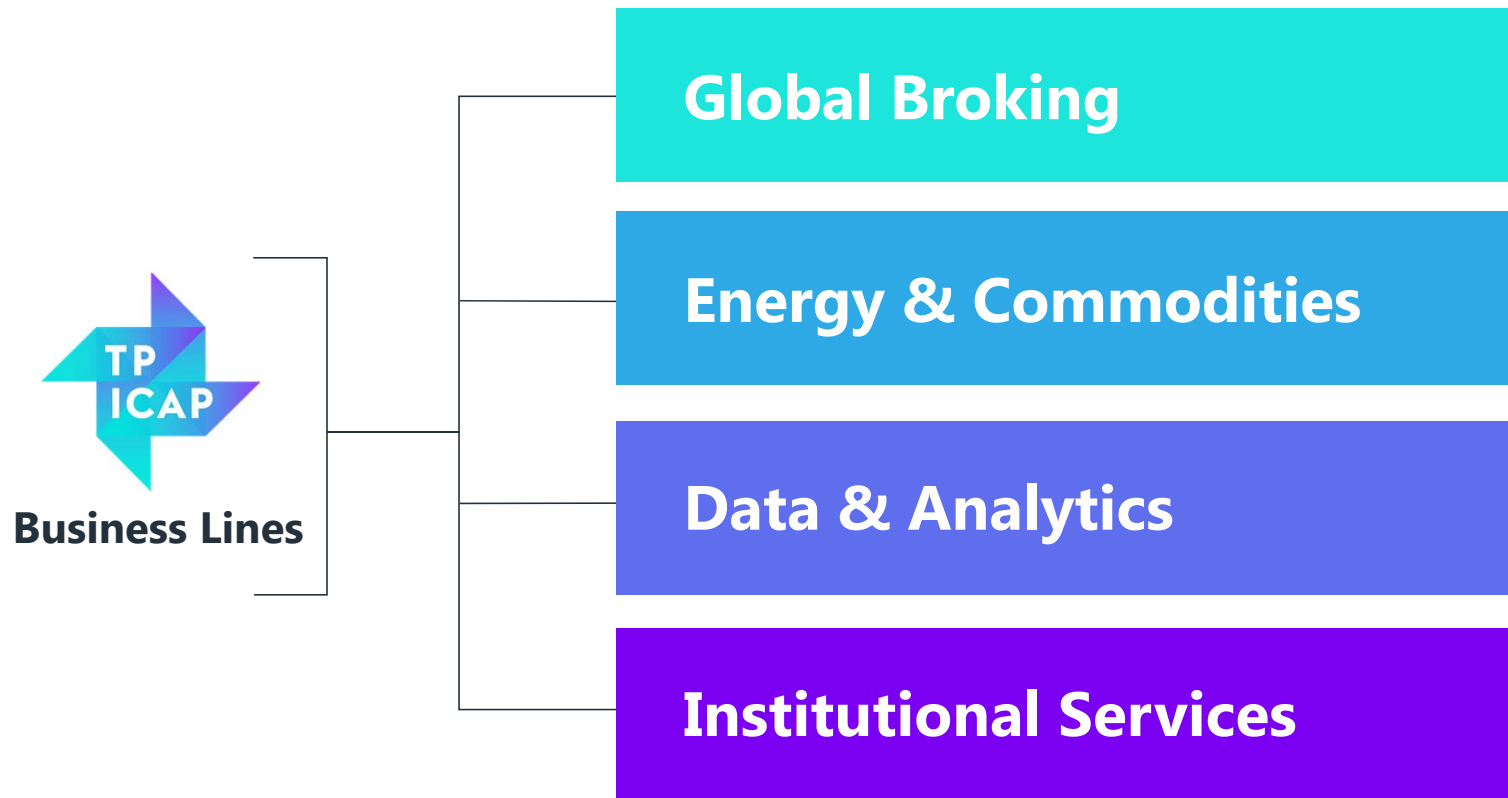 TP
ICAP
Business Lines
Global Broking
Energy & Commodities
Data & Analytics
Institutional Services